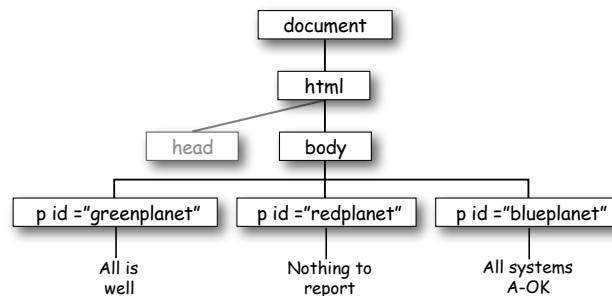 document
html
head
body
p id =”greenplanet”
p id =”redplanet”
p id =”blueplanet”
All is
well
Nothing to
report
All systems
A-OK